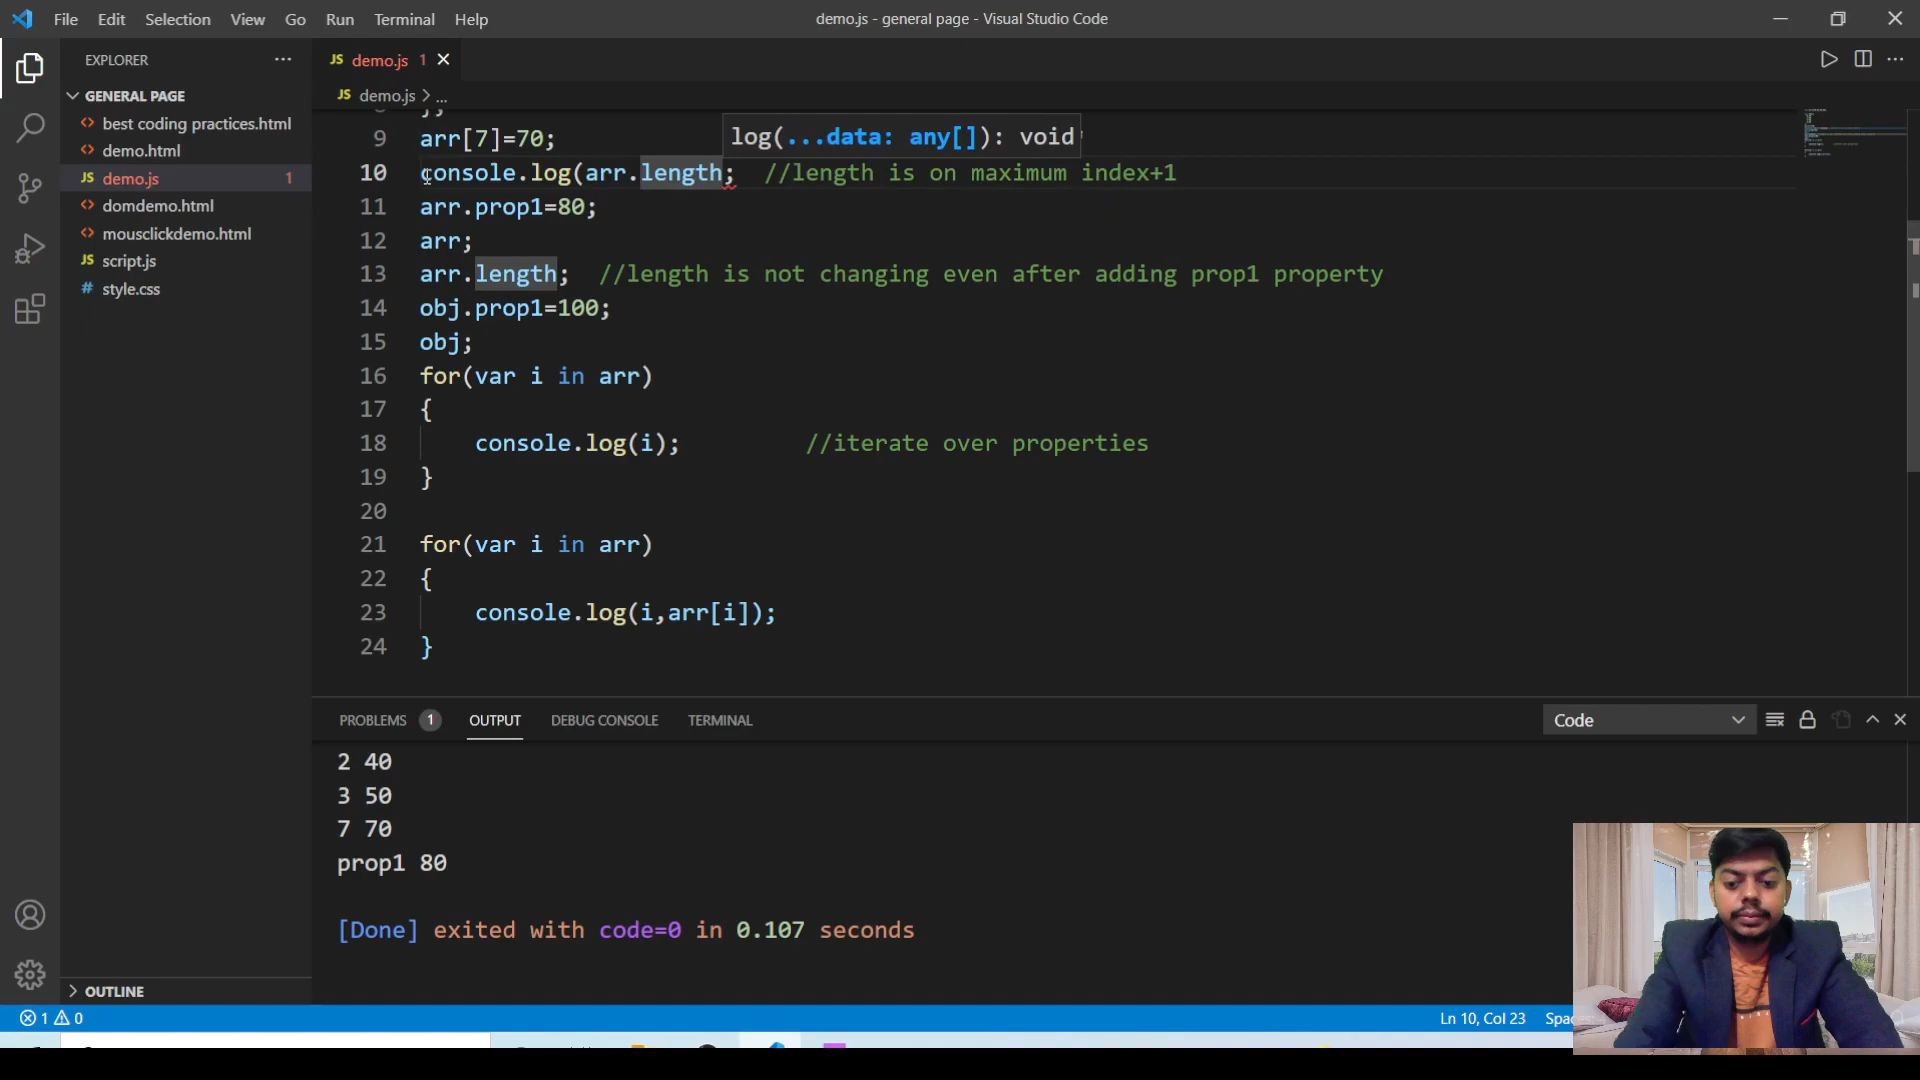 File Edit Selection View Go Run Terminal Help
demo.js - general page - Visual Studio Code
EXPLORER
GENERAL PAGE
best coding practices.html
demo.html
JS demo.js 1
domdemo.html
mousclickdemo.html
JS script.js
# style.css
OUTLINE
JS demo.js 1
JS demo.js > ...
log(...data: any[]): void
9 arr[7]=70;
10 console.log(arr.length; //length is on maximum index+1
11 arr.prop1=80;
12 arr;
13 arr.length; //length is not changing even after adding prop1 property
14 obj.prop1=100;
15 obj;
16 for(var i in arr)
17 {
18 console.log(i); //iterate over properties
19 }
20
21 for(var i in arr)
22 {
23 console.log(i,arr[i]);
24 }
PROBLEMS 1 OUTPUT DEBUG CONSOLE TERMINAL
Code
2 40
3 50
7 70
prop1 80
[Done] exited with code=0 in 0.107 seconds
1 0
Ln 10, Col 23